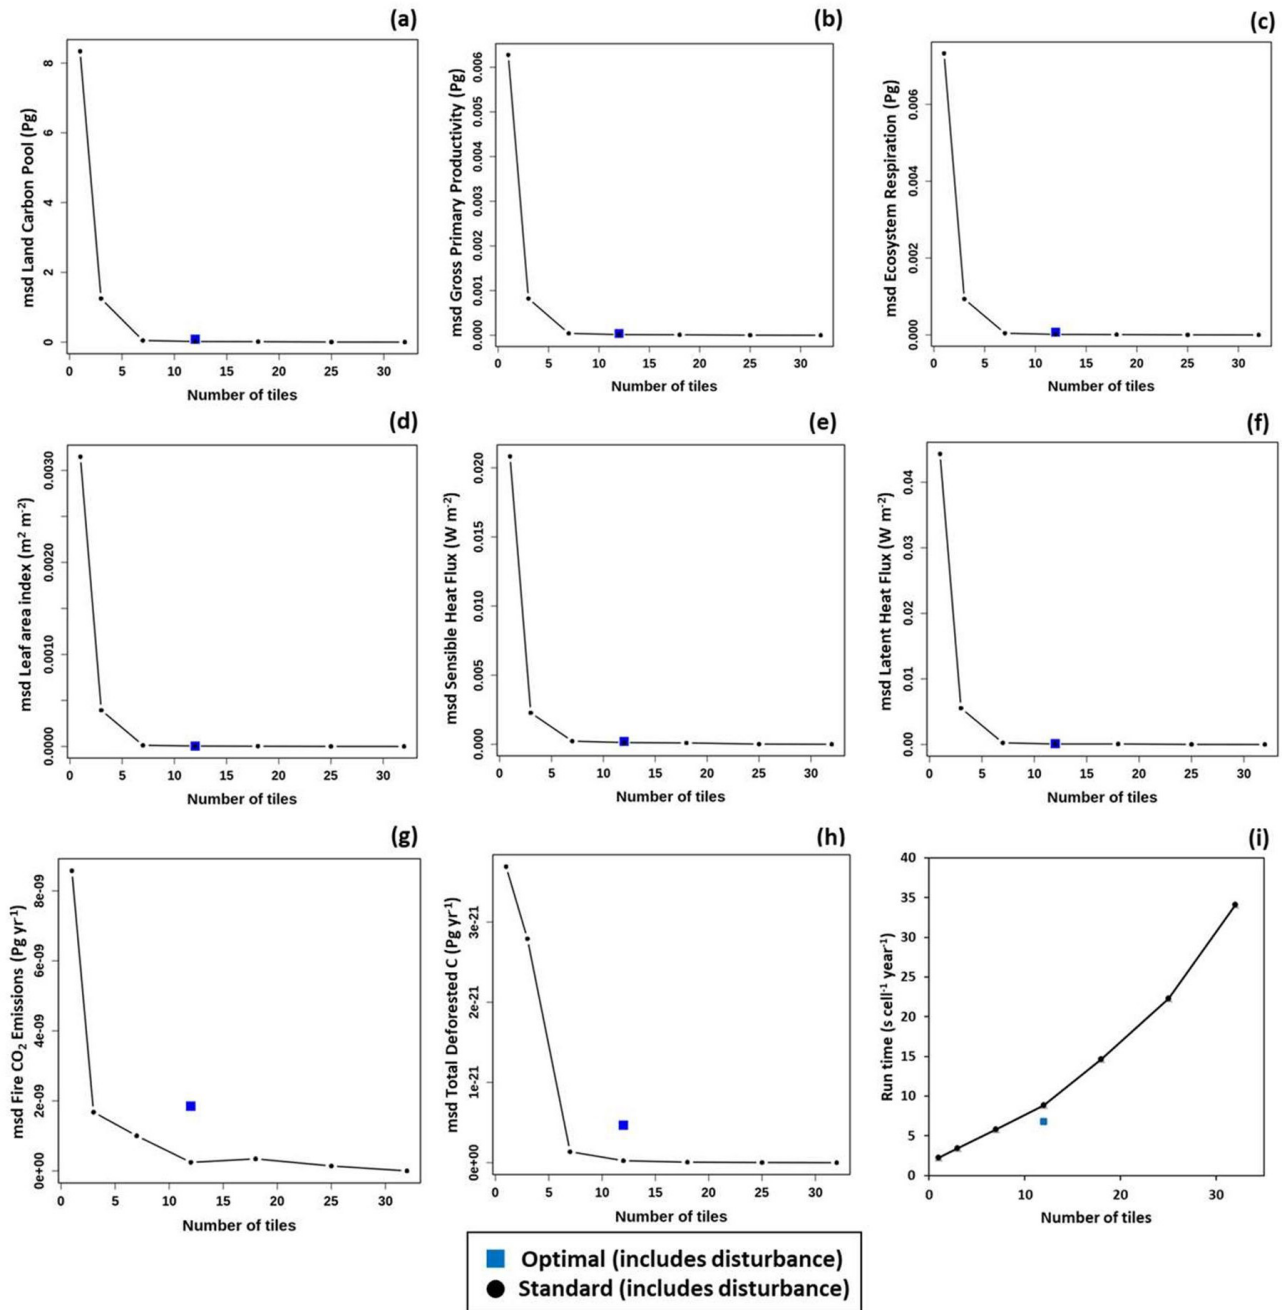 (a)
msd Land Carbon Pool (Pg)
8
6
4
2
0
0 5 10 15 20 25 30
Number of tiles
(b)
msd Gross Primary Productivity (Pg)
0.006
0.005
0.004
0.003
0.002
0.001
0.000
0 5 10 15 20 25 30
Number of tiles
(c)
msd Ecosystem Respiration (Pg)
0.006
0.004
0.002
0.000
0 5 10 15 20 25 30
Number of tiles
(d)
msd Leaf area index (m² m⁻²)
0.0030
0.0020
0.0010
0.0000
0 5 10 15 20 25 30
Number of tiles
(e)
msd Sensible Heat Flux (W m⁻²)
0.020
0.015
0.010
0.005
0.000
0 5 10 15 20 25 30
Number of tiles
(f)
msd Latent Heat Flux (W m⁻²)
0.04
0.03
0.02
0.01
0.00
0 5 10 15 20 25 30
Number of tiles
(g)
msd Fire CO₂ Emissions (Pg yr⁻¹)
8e-09
6e-09
4e-09
2e-09
0e+00
0 5 10 15 20 25 30
Number of tiles
(h)
msd Total Deforested C (Pg yr⁻¹)
3e-21
2e-21
1e-21
0e+00
0 5 10 15 20 25 30
Number of tiles
(i)
Run time (s cell⁻¹ year⁻¹)
40
35
30
25
20
15
10
5
0
0 10 20 30
Number of tiles
Optimal (includes disturbance)
Standard (includes disturbance)